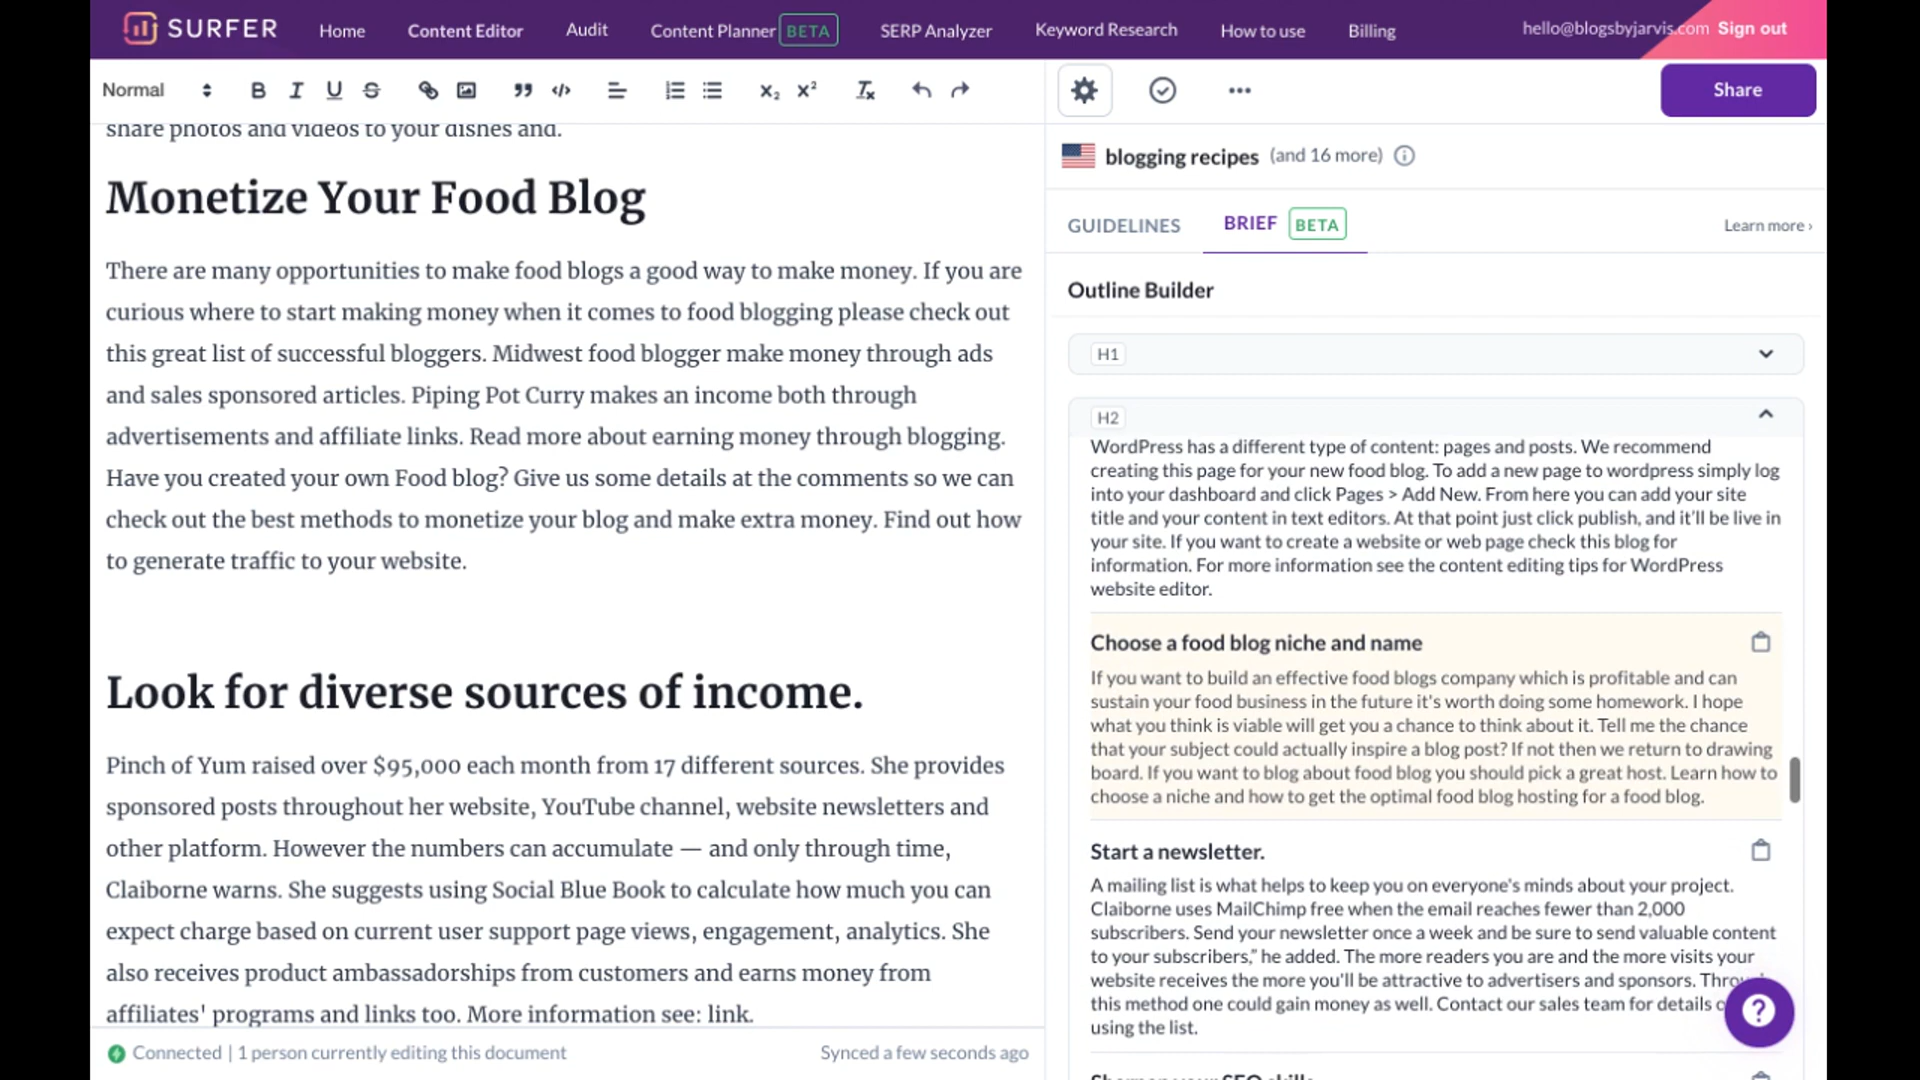 SURFER Home Content Editor Audit Content Planner BETA SERP Analyzer Keyword Research How to use Billing hello@blogsbyjarvis.com Sign out
Normal B I U S X₂ X² Tx Share
share photos and videos to your dishes and.
Monetize Your Food Blog
There are many opportunities to make food blogs a good way to make money. If you are
curious where to start making money when it comes to food blogging please check out
this great list of successful bloggers. Midwest food blogger make money through ads
and sales sponsored articles. Piping Pot Curry makes an income both through
advertisements and affiliate links. Read more about earning money through blogging.
Have you created your own Food blog? Give us some details at the comments so we can
check out the best methods to monetize your blog and make extra money. Find out how
to generate traffic to your website.
Look for diverse sources of income.
Pinch of Yum raised over $95,000 each month from 17 different sources. She provides
sponsored posts throughout her website, YouTube channel, website newsletters and
other platform. However the numbers can accumulate — and only through time,
Claiborne warns. She suggests using Social Blue Book to calculate how much you can
expect charge based on current user support page views, engagement, analytics. She
also receives product ambassadorships from customers and earns money from
affiliates' programs and links too. More information see: link.
Connected | 1 person currently editing this document Synced a few seconds ago
blogging recipes (and 16 more)
GUIDELINES BRIEF BETA Learn more ›
Outline Builder
H1
H2
WordPress has a different type of content: pages and posts. We recommend
creating this page for your new food blog. To add a new page to wordpress simply log
into your dashboard and click Pages > Add New. From here you can add your site
title and your content in text editors. At that point just click publish, and it'll be live in
your site. If you want to create a website or web page check this blog for
information. For more information see the content editing tips for WordPress
website editor.
Choose a food blog niche and name
If you want to build an effective food blogs company which is profitable and can
sustain your food business in the future it's worth doing some homework. I hope
what you think is viable will get you a chance to think about it. Tell me the chance
that your subject could actually inspire a blog post? If not then we return to drawing
board. If you want to blog about food blog you should pick a great host. Learn how to
choose a niche and how to get the optimal food blog hosting for a food blog.
Start a newsletter.
A mailing list is what helps to keep you on everyone's minds about your project.
Claiborne uses MailChimp free when the email reaches fewer than 2,000
subscribers. Send your newsletter once a week and be sure to send valuable content
to your subscribers,” he added. The more readers you are and the more visits your
website receives the more you'll be attractive to advertisers and sponsors.
this method one could gain money as well. Contact our sales team for details
using the list.